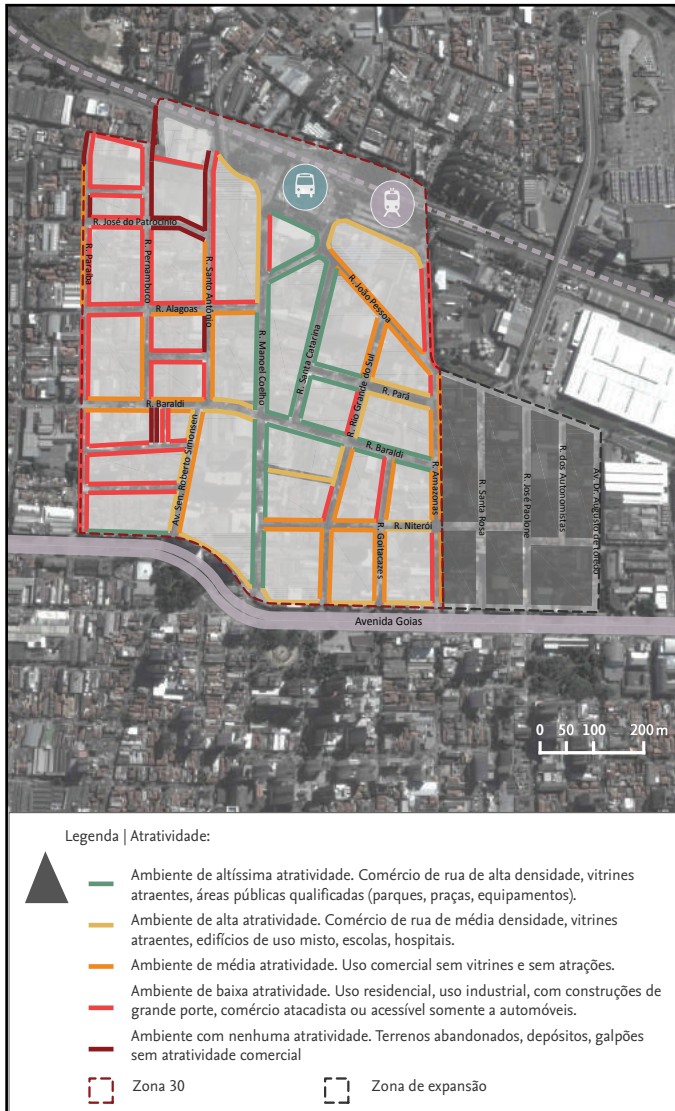 R. José do Patrocínio
R. Paraíba
R. Pernambuco
R. Santo Antônio
R. Alagoas
R. Manoel Coelho
R. Santa Catarina
R. João Pessoa
R. Rio Grande do Sul
R. Pará
R. Baraldi
R. Baraldi
Av. Sen. Roberto Simonsen
R. Amazonas
R. Goitacazes
R. Niterói
R. Santa Rosa
R. José Paolone
R. dos Autonomistas
Av. Dr. Augusto de Toledo
Avenida Goias
0 50 100 200 m
Legenda | Atratividade:
Ambiente de altíssima atratividade. Comércio de rua de alta densidade, vitrines
atraentes, áreas públicas qualificadas (parques, praças, equipamentos).
Ambiente de alta atratividade. Comércio de rua de média densidade, vitrines
atraentes, edifícios de uso misto, escolas, hospitais.
Ambiente de média atratividade. Uso comercial sem vitrines e sem atrações.
Ambiente de baixa atratividade. Uso residencial, uso industrial, com construções de
grande porte, comércio atacadista ou acessível somente a automóveis.
Ambiente com nenhuma atratividade. Terrenos abandonados, depósitos, galpões
sem atratividade comercial
Zona 30 Zona de expansão